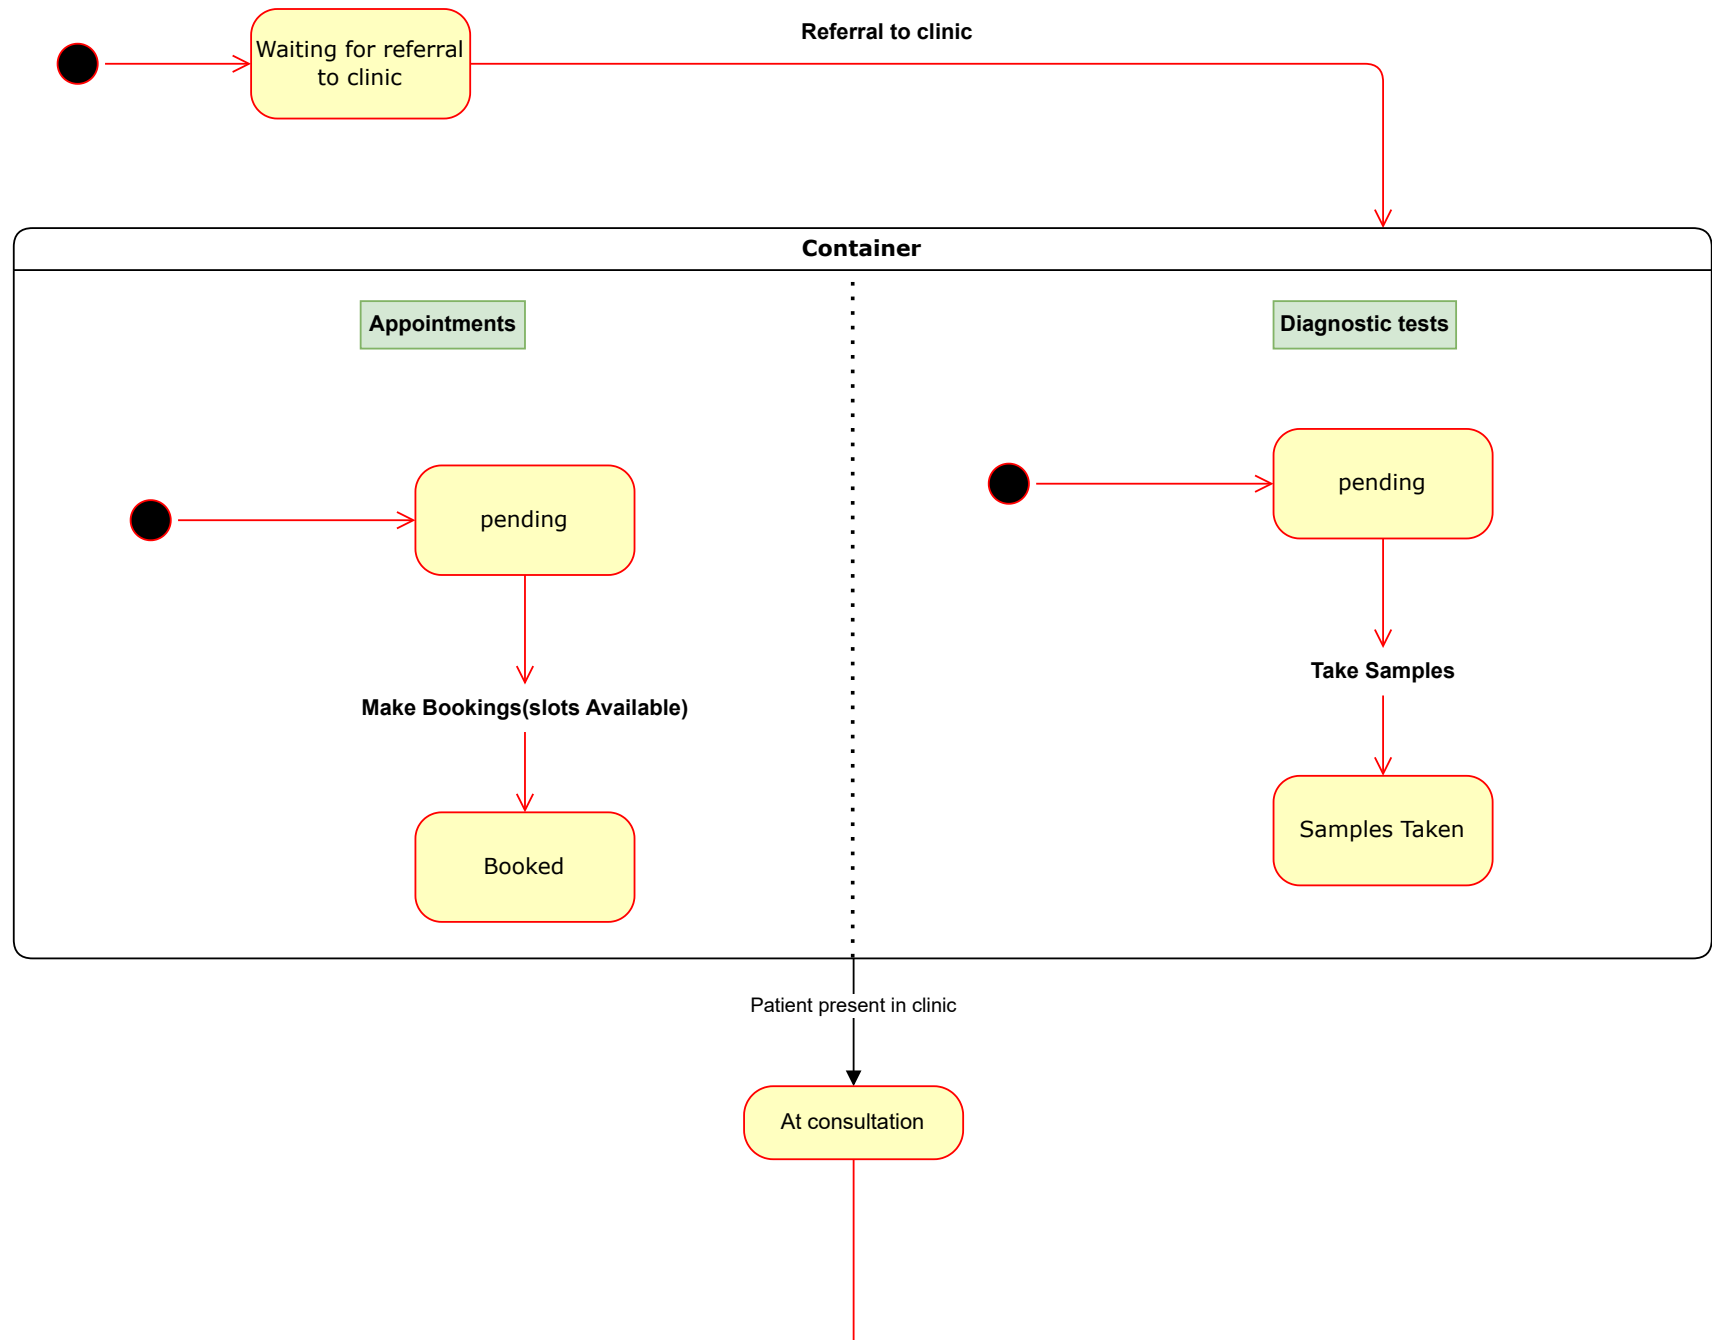 Referral to clinic
Waiting for referral
to clinic
Container
Appointments
Diagnostic tests
pending
pending
Take Samples
Make Bookings(slots Available)
Samples Taken
Booked
Patient present in clinic
At consultation